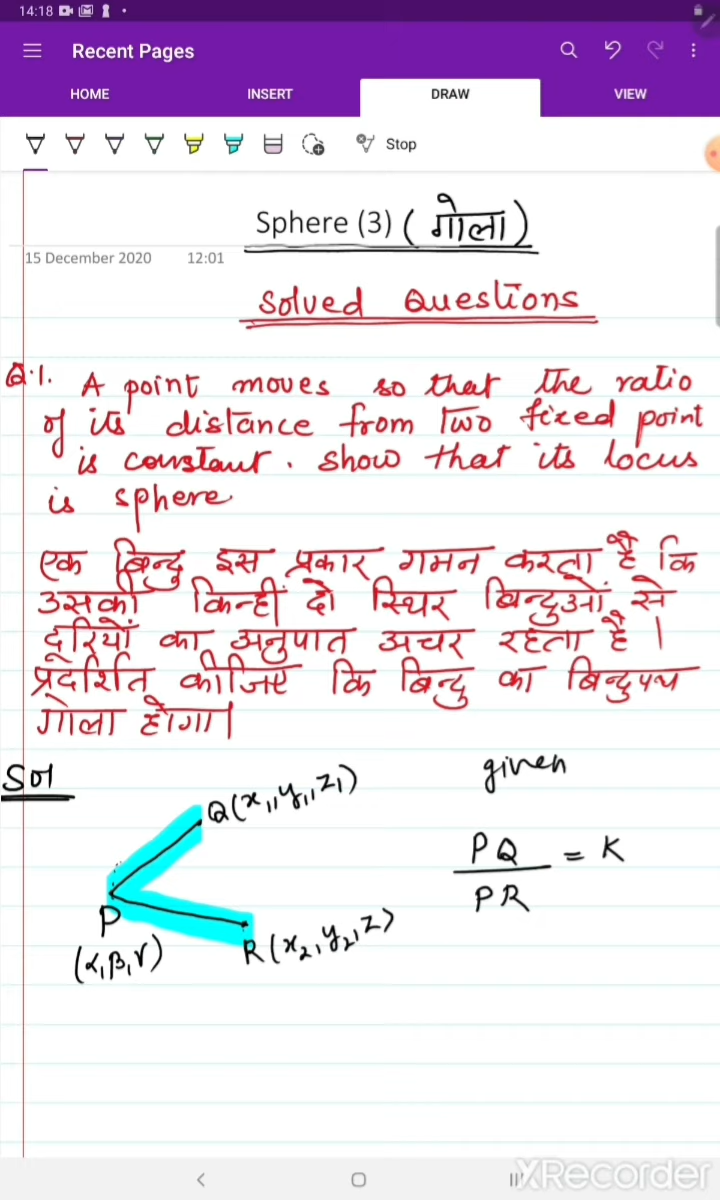 14:18
Recent Pages
HOME INSERT DRAW VIEW
Stop
Sphere (3) (गोला)
15 December 2020 12:01
Solved Questions
Q.1. A point moves so that the ratio
of its distance from two fixed point
is constant. show that its locus
is sphere
एक बिन्दु इस प्रकार गमन करता है कि
उसकी किन्हीं दो स्थिर बिन्दुओं से
दूरियों का अनुपात अचर रहता है।
प्रदर्शित कीजिए कि बिन्दु का बिन्दुपथ
गोला होगा।
Sol
given
Q(x₁,y₁,z₁)
PQ/PR = K
P
R(x₂,y₂,z)
(α,β,γ)
XRecorder